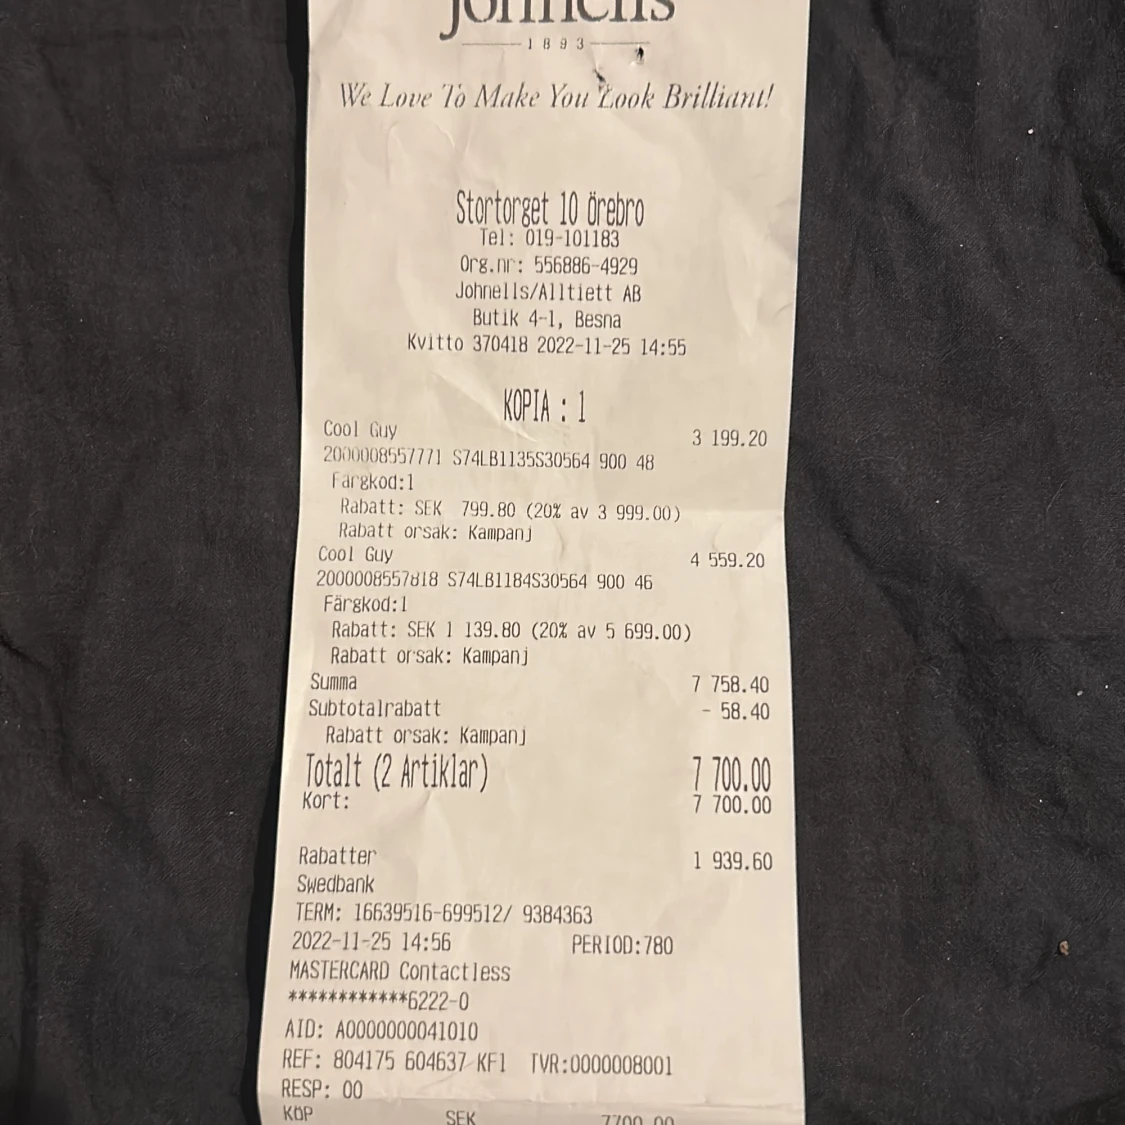 Johnells
1893
We Love To Make You Look Brilliant!
Stortorget 10 Örebro
Tel: 019-101183
Org.nr: 556886-4929
Johnells/Alltiett AB
Butik 4-1, Besna
Kvitto 370418 2022-11-25 14:55
KOPIA : 1
Cool Guy 3 199.20
2000008557771 S74LB1135S30564 900 48
Färgkod:1
Rabatt: SEK 799.80 (20% av 3 999.00)
Rabatt orsak: Kampanj
Cool Guy 4 559.20
2000008557818 S74LB1184S30564 900 46
Färgkod:1
Rabatt: SEK 1 139.80 (20% av 5 699.00)
Rabatt orsak: Kampanj
Summa 7 758.40
Subtotalrabatt - 58.40
Rabatt orsak: Kampanj
Totalt (2 Artiklar) 7 700.00
Kort: 7 700.00
Rabatter 1 939.60
Swedbank
TERM: 16639516-699512/ 9384363
2022-11-25 14:56 PERIOD:780
MASTERCARD Contactless
************6222-0
AID: A0000000041010
REF: 804175 604637 KF1 TVR:0000008001
RESP: 00
KÖP SEK 7700.00